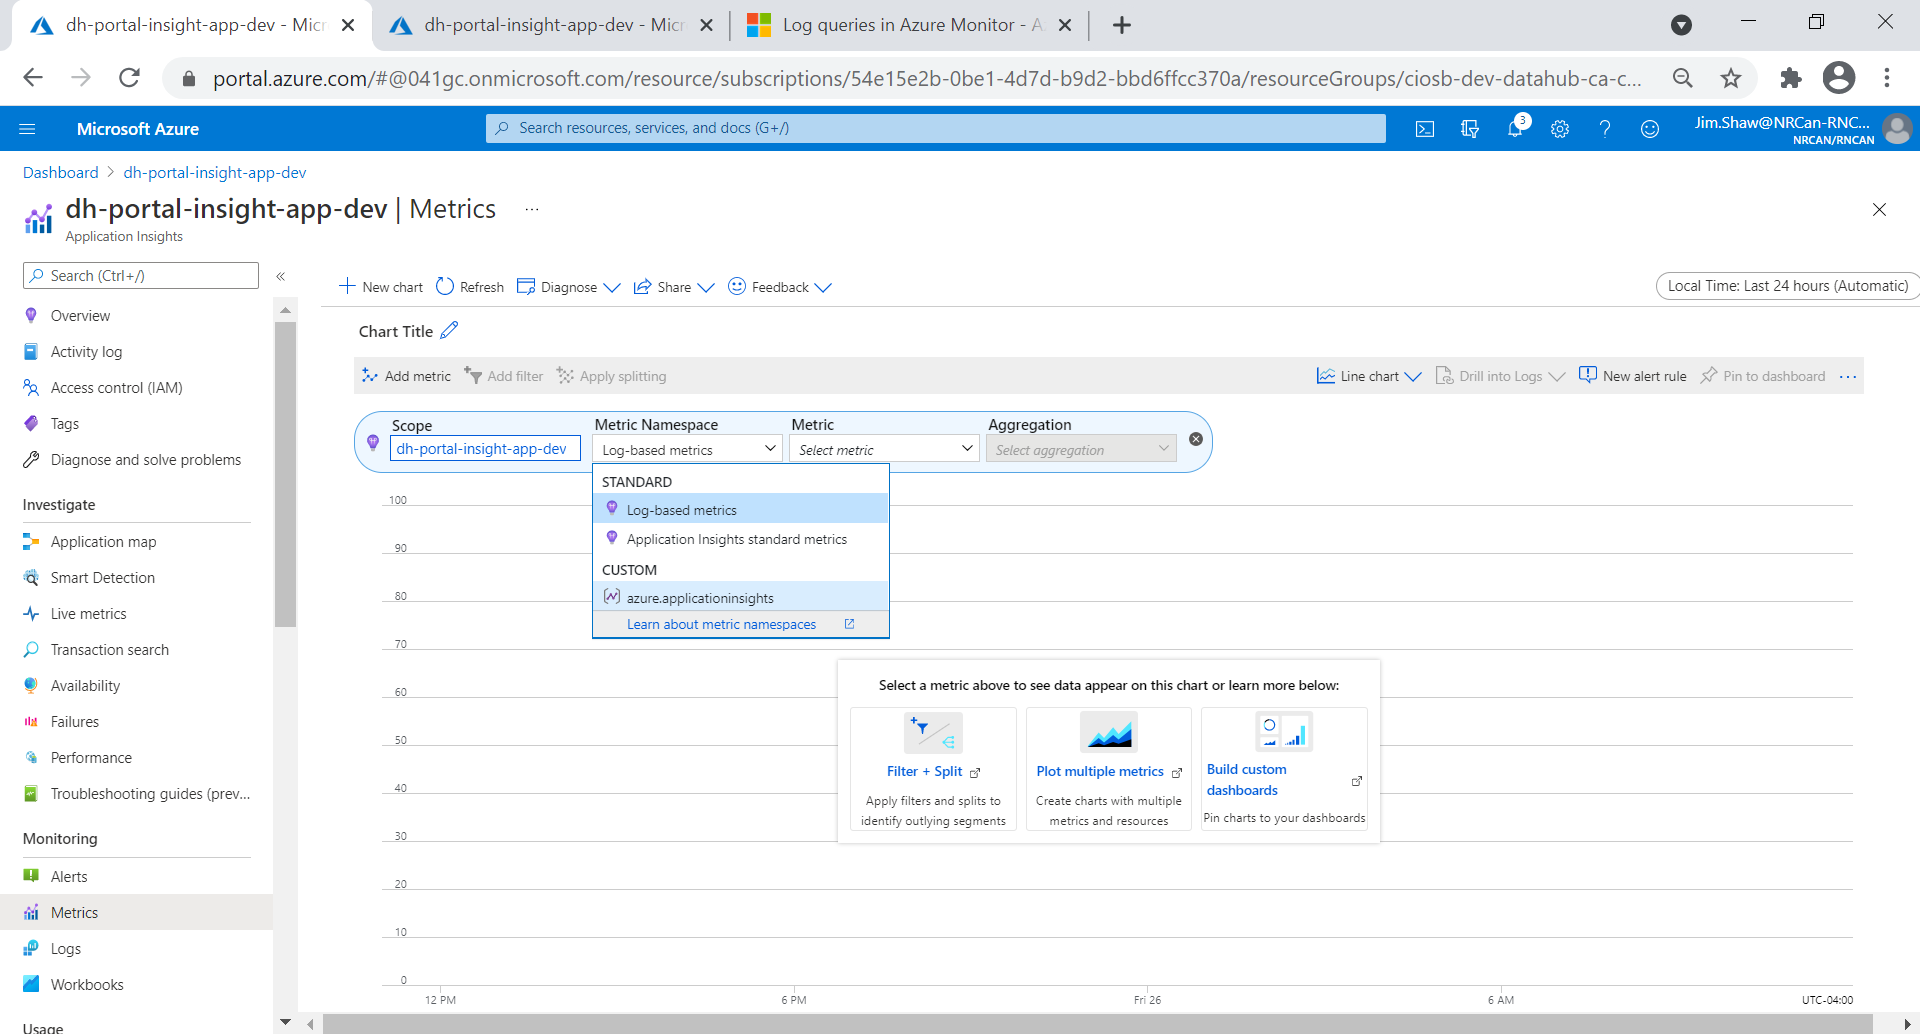 dh-portal-insight-app-dev - Micr
dh-portal-insight-app-dev - Micr
Log queries in Azure Monitor - A
portal.azure.com/#@041gc.onmicrosoft.com/resource/subscriptions/54e15e2b-0be1-4d7d-b9d2-bbd6ffcc370a/resourceGroups/ciosb-dev-datahub-ca-c...
Microsoft Azure
Search resources, services, and docs (G+/)
3
Jim.Shaw@NRCan-RNC...
NRCAN/RNCAN
Dashboard > dh-portal-insight-app-dev
dh-portal-insight-app-dev | Metrics ...
Application Insights
Search (Ctrl+/)
«
Overview
Activity log
Access control (IAM)
Tags
Diagnose and solve problems
Investigate
Application map
Smart Detection
Live metrics
Transaction search
Availability
Failures
Performance
Troubleshooting guides (prev...
Monitoring
Alerts
Metrics
Logs
Workbooks
Usage
New chart
Refresh
Diagnose
Share
Feedback
Local Time: Last 24 hours (Automatic)
Chart Title
Add metric
Add filter
Apply splitting
Line chart
Drill into Logs
New alert rule
Pin to dashboard
...
Scope
dh-portal-insight-app-dev
Metric Namespace
Log-based metrics
Metric
Select metric
Aggregation
Select aggregation
STANDARD
Log-based metrics
Application Insights standard metrics
CUSTOM
azure.applicationinsights
Learn about metric namespaces
100
90
80
70
60
50
40
30
20
10
0
Select a metric above to see data appear on this chart or learn more below:
Filter + Split
Apply filters and splits to
identify outlying segments
Plot multiple metrics
Create charts with multiple
metrics and resources
Build custom
dashboards
Pin charts to your dashboards
12 PM
6 PM
Fri 26
6 AM
UTC-04:00